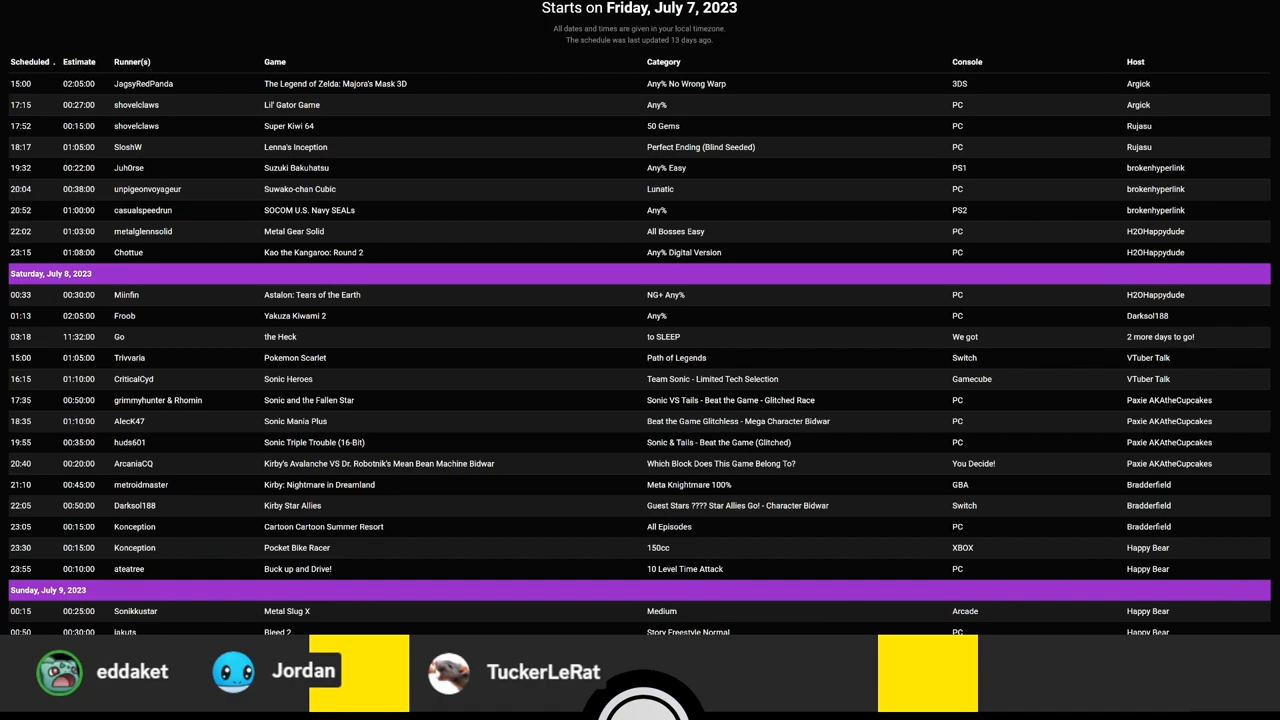 Starts on Friday, July 7, 2023
All dates and times are given in your local timezone.
The schedule was last updated 13 days ago.
Scheduled Estimate Runner(s) Game Category Console Host
15:00 02:05:00 JagsyRedPanda The Legend of Zelda: Majora's Mask 3D Any% No Wrong Warp 3DS Argick
17:15 00:27:00 shovelclaws Lil' Gator Game Any% PC Argick
17:52 00:15:00 shovelclaws Super Kiwi 64 50 Gems PC Rujasu
18:17 01:05:00 SloshW Lenna's Inception Perfect Ending (Blind Seeded) PC Rujasu
19:32 00:22:00 Juh0rse Suzuki Bakuhatsu Any% Easy PS1 brokenhyperlink
20:04 00:38:00 unpigeonvoyageur Suwako-chan Cubic Lunatic PC brokenhyperlink
20:52 01:00:00 casualspeedrun SOCOM U.S. Navy SEALs Any% PS2 brokenhyperlink
22:02 01:03:00 metalglennsolid Metal Gear Solid All Bosses Easy PC H2OHappydude
23:15 01:08:00 Chottue Kao the Kangaroo: Round 2 Any% Digital Version PC H2OHappydude
Saturday, July 8, 2023
00:33 00:30:00 Miinfin Astalon: Tears of the Earth NG+ Any% PC H2OHappydude
01:13 02:05:00 Froob Yakuza Kiwami 2 Any% PC Darksol188
03:18 11:32:00 Go the Heck to SLEEP We got 2 more days to go!
15:00 01:05:00 Trivvaria Pokemon Scarlet Path of Legends Switch VTuber Talk
16:15 01:10:00 CriticalCyd Sonic Heroes Team Sonic - Limited Tech Selection Gamecube VTuber Talk
17:35 00:50:00 grimmyhunter & Rhomin Sonic and the Fallen Star Sonic VS Tails - Beat the Game - Glitched Race PC Paxie AKAtheCupcakes
18:35 01:10:00 AlecK47 Sonic Mania Plus Beat the Game Glitchless - Mega Character Bidwar PC Paxie AKAtheCupcakes
19:55 00:35:00 huds601 Sonic Triple Trouble (16-Bit) Sonic & Tails - Beat the Game (Glitched) PC Paxie AKAtheCupcakes
20:40 00:20:00 ArcaniaCQ Kirby's Avalanche VS Dr. Robotnik's Mean Bean Machine Bidwar Which Block Does This Game Belong To? You Decide! Paxie AKAtheCupcakes
21:10 00:45:00 metroidmaster Kirby: Nightmare in Dreamland Meta Knightmare 100% GBA Bradderfield
22:05 00:50:00 Darksol188 Kirby Star Allies Guest Stars ???? Star Allies Go! - Character Bidwar Switch Bradderfield
23:05 00:15:00 Konception Cartoon Cartoon Summer Resort All Episodes PC Bradderfield
23:30 00:15:00 Konception Pocket Bike Racer 150cc XBOX Happy Bear
23:55 00:10:00 ateatree Buck up and Drive! 10 Level Time Attack PC Happy Bear
Sunday, July 9, 2023
00:15 00:25:00 Sonikkustar Metal Slug X Medium Arcade Happy Bear
00:50 00:30:00 jakuts Bleed 2 Story Freestyle Normal PC Happy Bear
eddaket Jordan TuckerLeRat